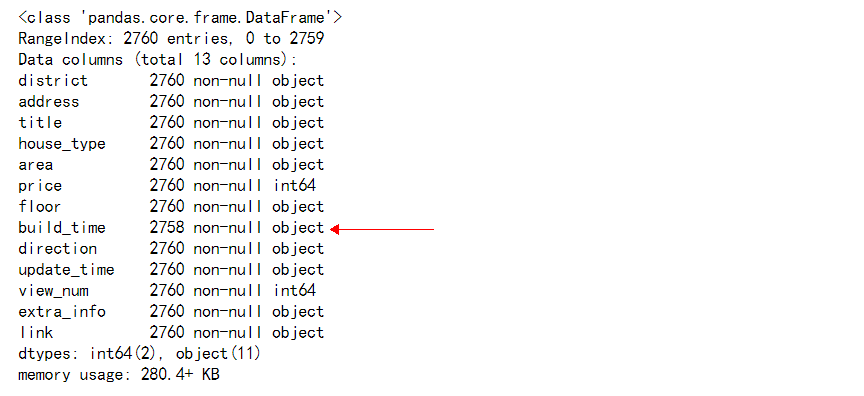 <class 'pandas.core.frame.DataFrame'>
RangeIndex: 2760 entries, 0 to 2759
Data columns (total 13 columns):
district 2760 non-null object
address 2760 non-null object
title 2760 non-null object
house_type 2760 non-null object
area 2760 non-null object
price 2760 non-null int64
floor 2760 non-null object
build_time 2758 non-null object
direction 2760 non-null object
update_time 2760 non-null object
view_num 2760 non-null int64
extra_info 2760 non-null object
link 2760 non-null object
dtypes: int64(2), object(11)
memory usage: 280.4+ KB